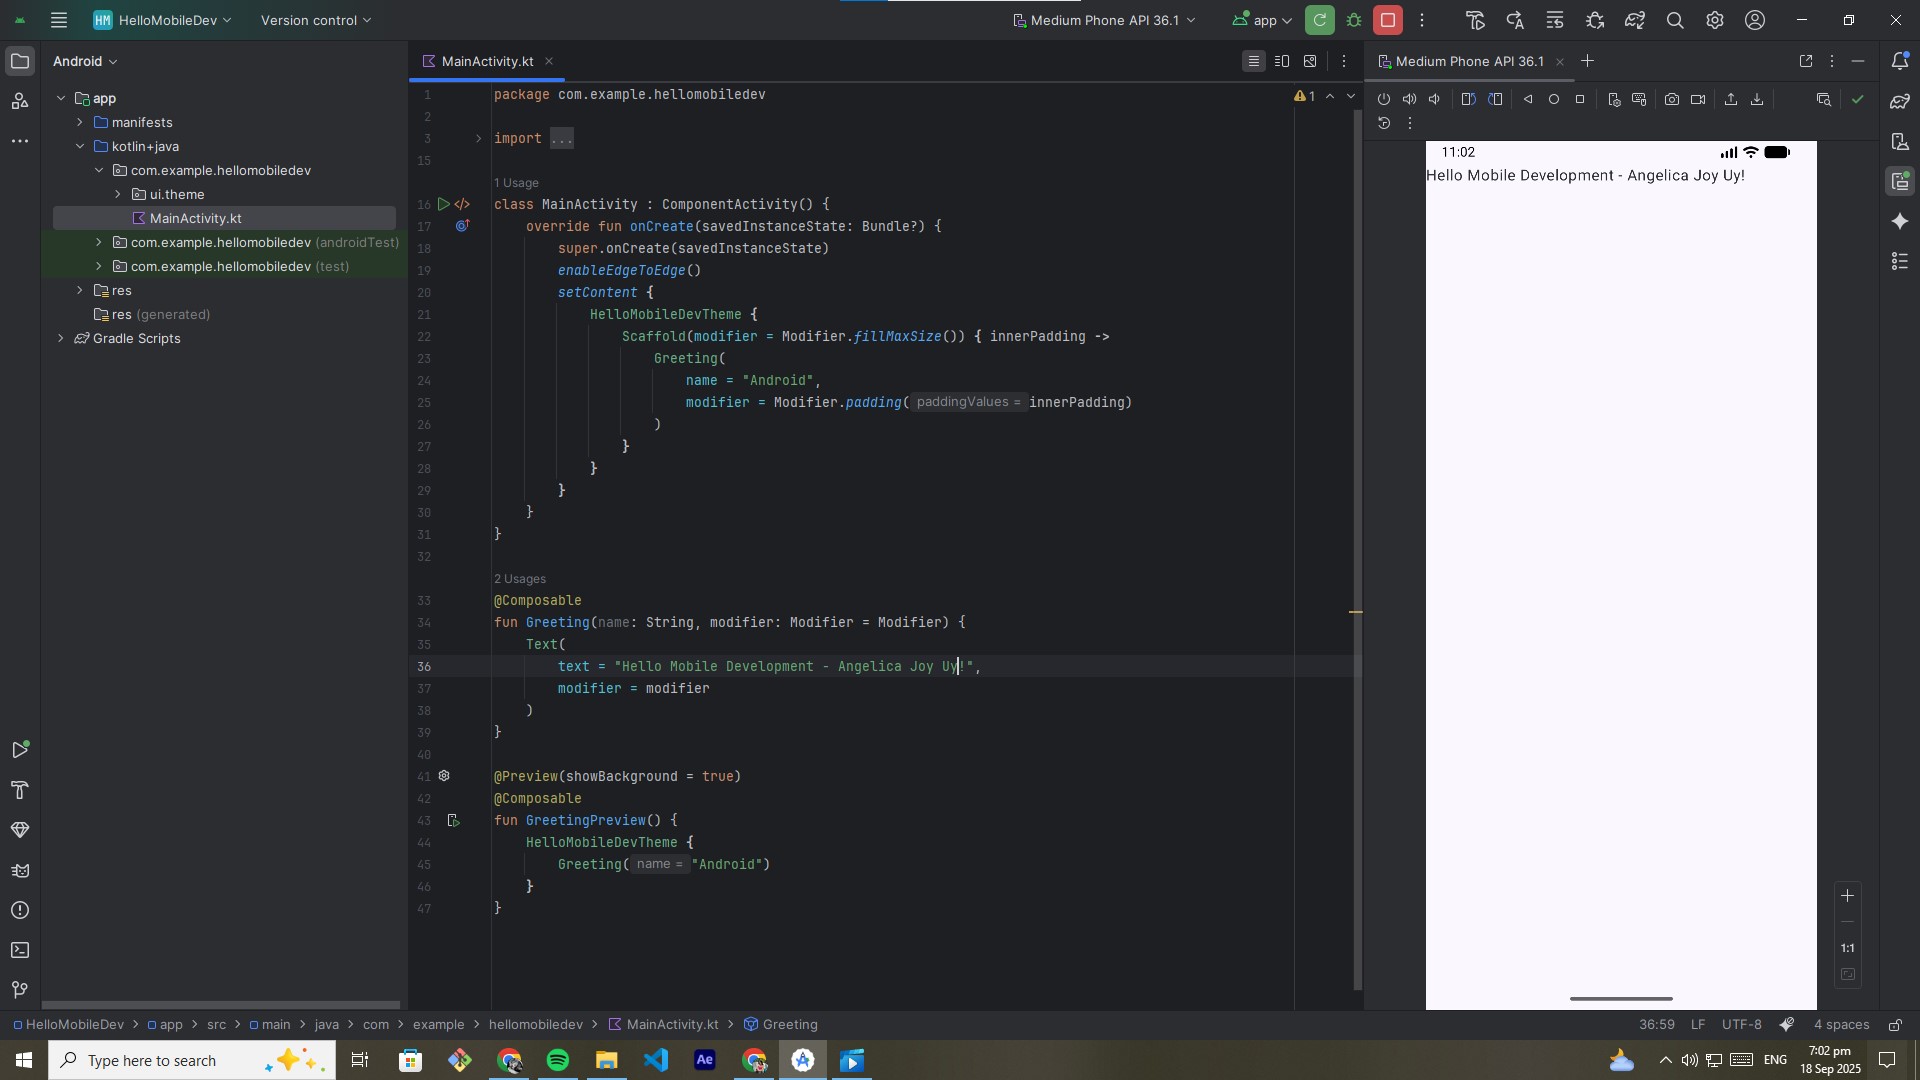 HM HelloMobileDev Version control Medium Phone API 36.1 app
Android MainActivity.kt Medium Phone API 36.1
app
manifests
kotlin+java
com.example.hellomobiledev
ui.theme
MainActivity.kt
com.example.hellomobiledev (androidTest)
com.example.hellomobiledev (test)
res
res (generated)
Gradle Scripts
1 package com.example.hellomobiledev
1
2
3 import ...
15
1 Usage
16 class MainActivity : ComponentActivity() {
17 override fun onCreate(savedInstanceState: Bundle?) {
18 super.onCreate(savedInstanceState)
19 enableEdgeToEdge()
20 setContent {
21 HelloMobileDevTheme {
22 Scaffold(modifier = Modifier.fillMaxSize()) { innerPadding ->
23 Greeting(
24 name = "Android",
25 modifier = Modifier.padding( paddingValues = innerPadding)
26 )
27 }
28 }
29 }
30 }
31 }
32
2 Usages
33 @Composable
34 fun Greeting(name: String, modifier: Modifier = Modifier) {
35 Text(
36 text = "Hello Mobile Development - Angelica Joy Uy!",
37 modifier = modifier
38 )
39 }
40
41 @Preview(showBackground = true)
42 @Composable
43 fun GreetingPreview() {
44 HelloMobileDevTheme {
45 Greeting( name = "Android")
46 }
47 }
11:02
Hello Mobile Development - Angelica Joy Uy!
1:1
HelloMobileDev > app > src > main > java > com > example > hellomobiledev > MainActivity.kt > Greeting
36:59 LF UTF-8 4 spaces
Type here to search
Ae
ENG
7:02 pm
18 Sep 2025